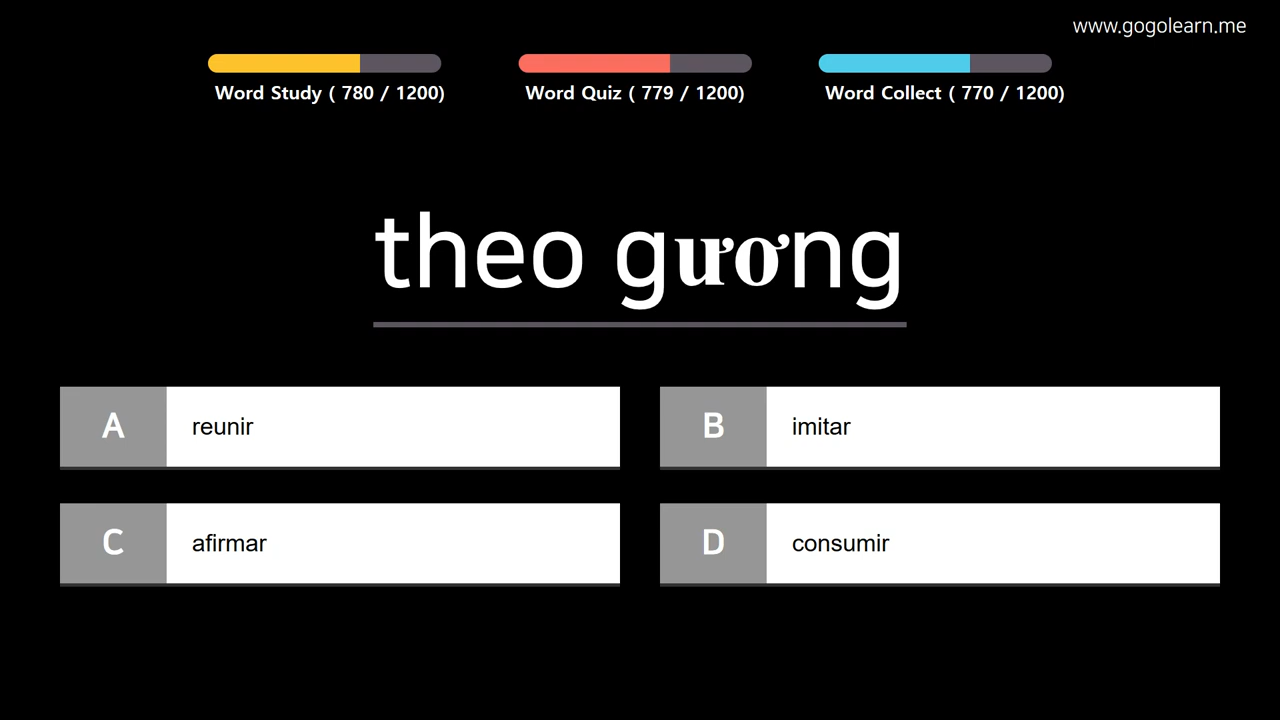 www.gogolearn.me
Word Study ( 780 / 1200)
Word Quiz ( 779 / 1200)
Word Collect ( 770 / 1200)
theo gương
A reunir
B imitar
C afirmar
D consumir